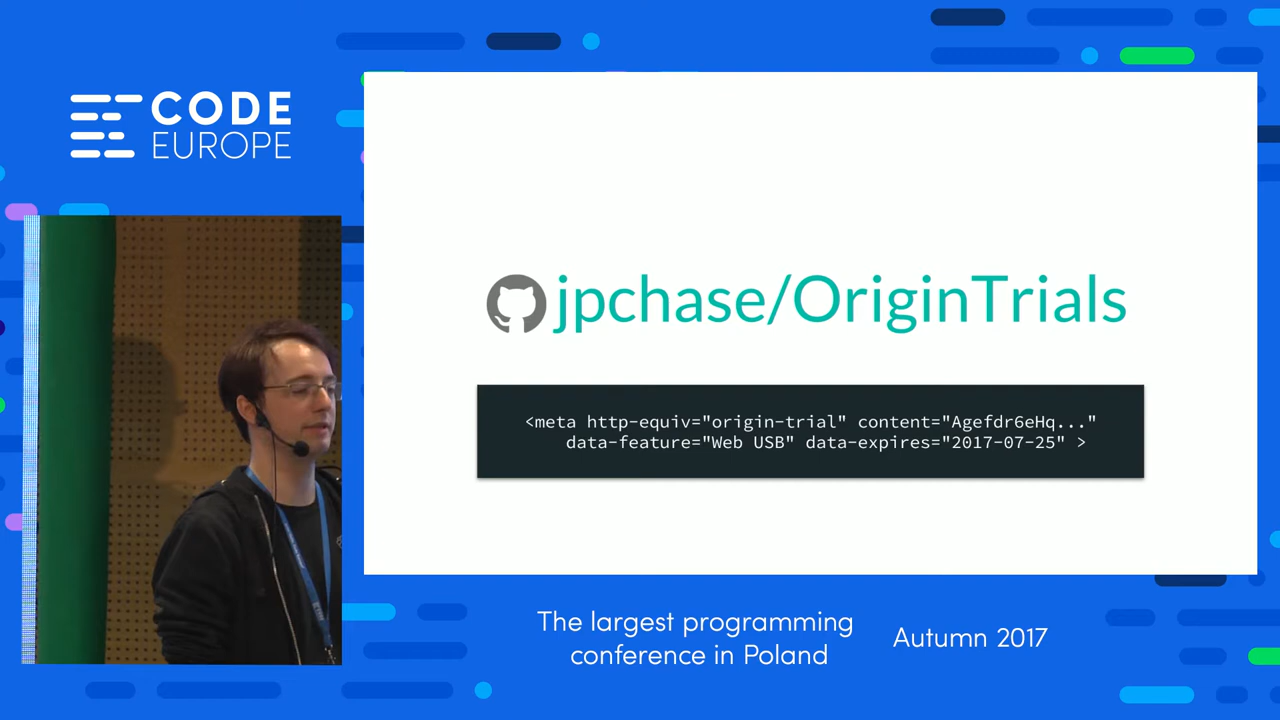 CODE
EUROPE
jpchase/OriginTrials
<meta http-equiv="origin-trial" content="Agefdr6eHq..."
data-feature="Web USB" data-expires="2017-07-25" >
The largest programming
conference in Poland
Autumn 2017